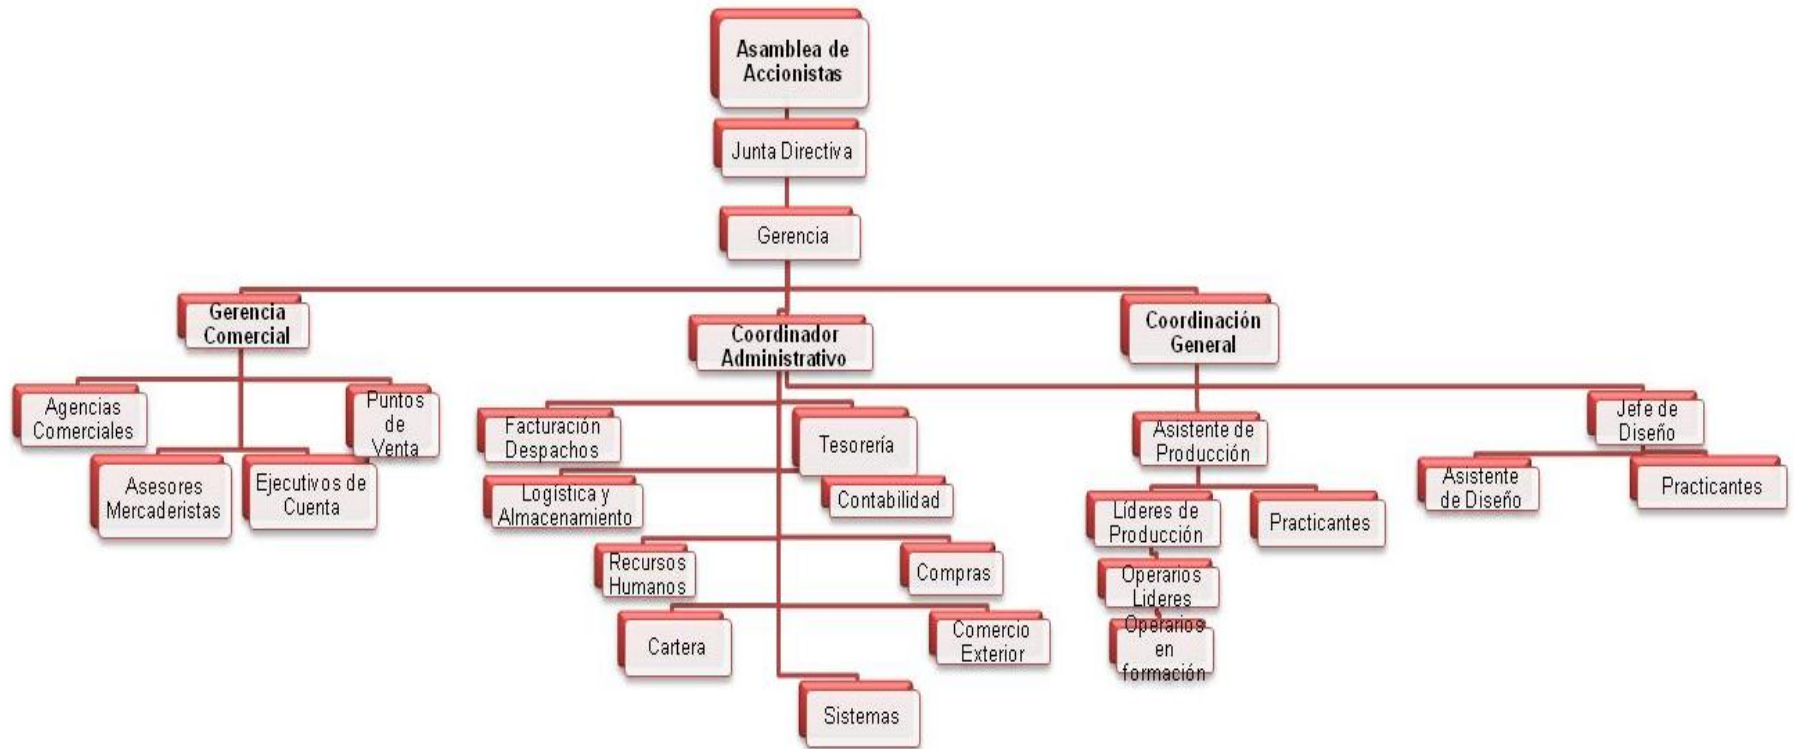 Asamblea de
Accionistas
Junta Directiva
Gerencia
Gerencia
Comercial
Coordinador
Administrativo
Coordinación
General
Agencias
Comerciales
Puntos
de
Venta
Asesores
Mercaderistas
Ejecutivos de
Cuenta
Facturación
Despachos
Tesorería
Logística y
Almacenamiento
Contabilidad
Recursos
Humanos
Compras
Cartera
Comercio
Exterior
Sistemas
Asistente de
Producción
Líderes de
Producción
Practicantes
Operarios
Lideres
Operarios
en
formación
Jefe de
Diseño
Asistente
de Diseño
Practicantes